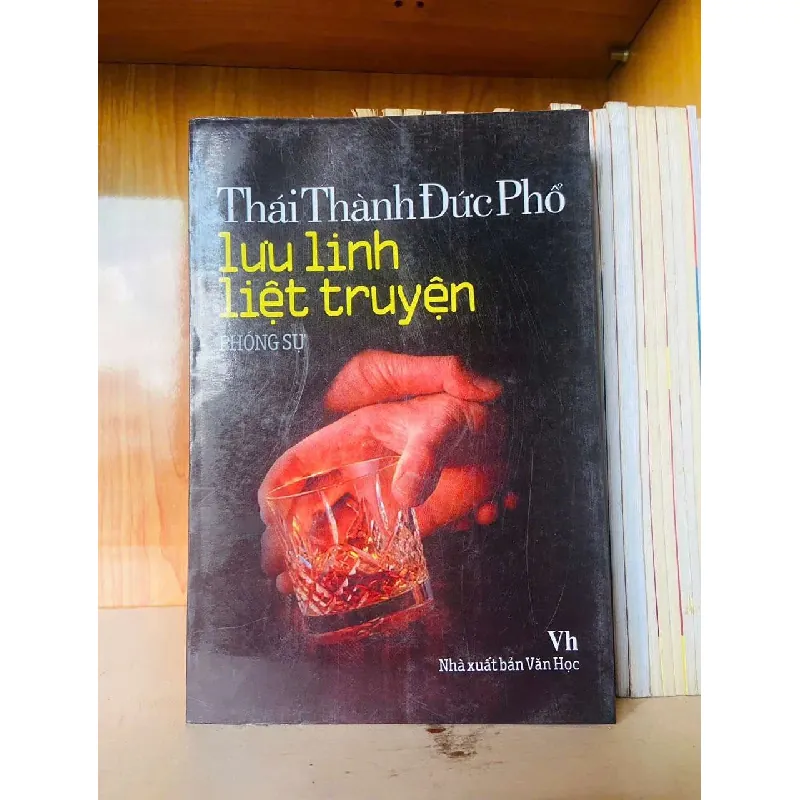 Thái Thành Đức Phổ
lưu linh
liệt truyện
PHÓNG SỰ
Vh
Nhà xuất bản Văn Học